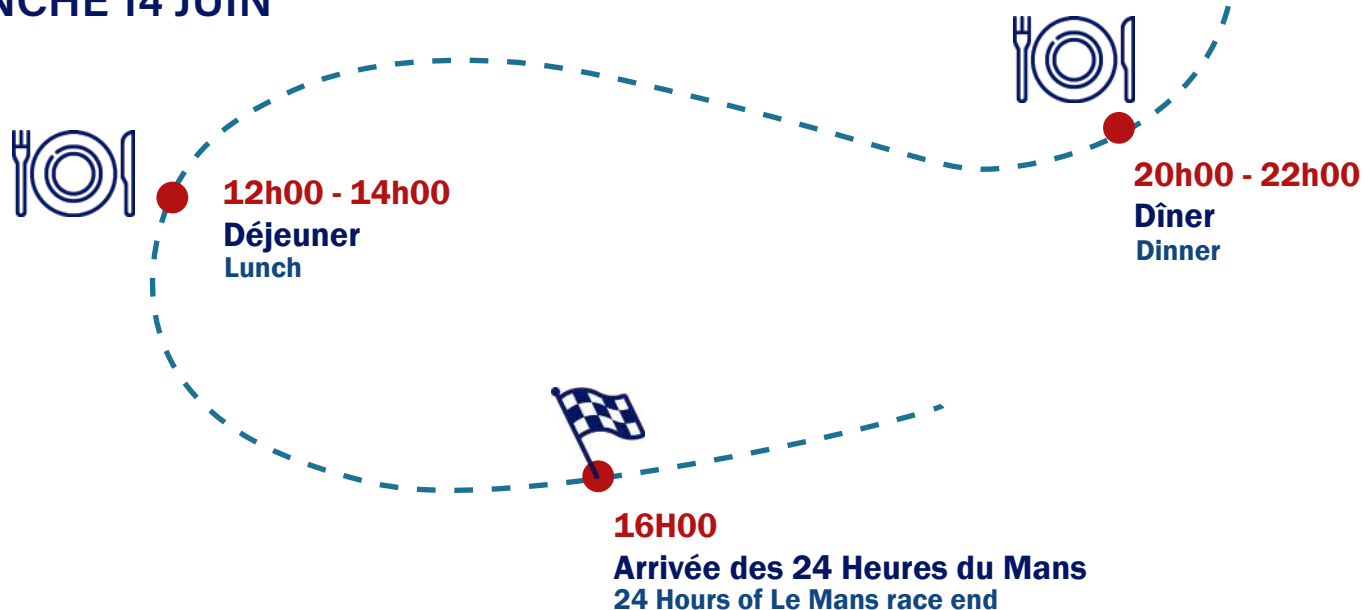 14 JUIN
20h00 - 22h00
Dîner
Dinner
12h00 - 14h00
Déjeuner
Lunch
16H00
Arrivée des 24 Heures du Mans
24 Hours of Le Mans race end